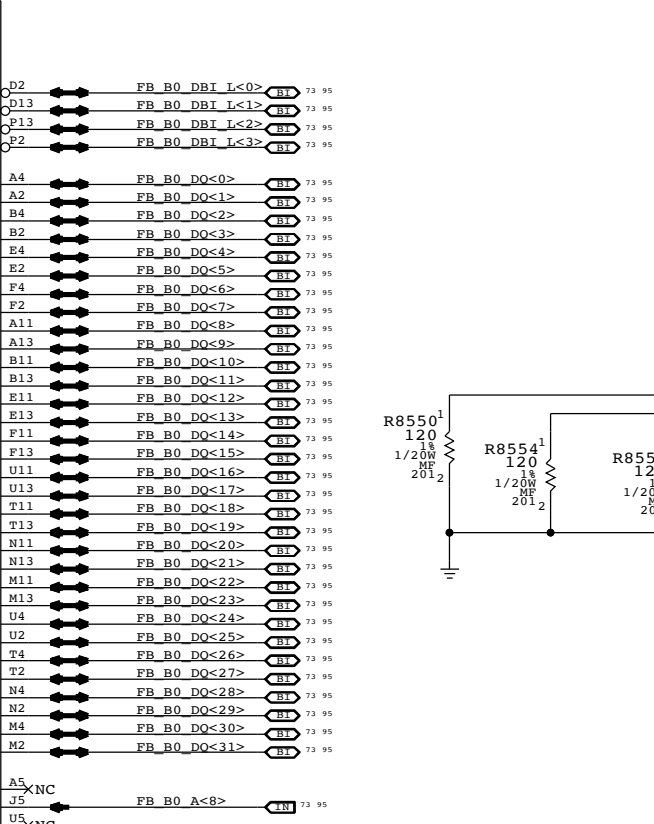 D2 FB_B0_DBI_L<0> BI 73 95
D13 FB_B0_DBI_L<1> BI 73 95
P13 FB_B0_DBI_L<2> BI 73 95
P2 FB_B0_DBI_L<3> BI 73 95
A4 FB_B0_DQ<0> BI 73 95
A2 FB_B0_DQ<1> BI 73 95
B4 FB_B0_DQ<2> BI 73 95
B2 FB_B0_DQ<3> BI 73 95
E4 FB_B0_DQ<4> BI 73 95
E2 FB_B0_DQ<5> BI 73 95
F4 FB_B0_DQ<6> BI 73 95
F2 FB_B0_DQ<7> BI 73 95
A11 FB_B0_DQ<8> BI 73 95
A13 FB_B0_DQ<9> BI 73 95
B11 FB_B0_DQ<10> BI 73 95
B13 FB_B0_DQ<11> BI 73 95
E11 FB_B0_DQ<12> BI 73 95
E13 FB_B0_DQ<13> BI 73 95
F11 FB_B0_DQ<14> BI 73 95
F13 FB_B0_DQ<15> BI 73 95
U11 FB_B0_DQ<16> BI 73 95
U13 FB_B0_DQ<17> BI 73 95
T11 FB_B0_DQ<18> BI 73 95
T13 FB_B0_DQ<19> BI 73 95
N11 FB_B0_DQ<20> BI 73 95
N13 FB_B0_DQ<21> BI 73 95
M11 FB_B0_DQ<22> BI 73 95
M13 FB_B0_DQ<23> BI 73 95
U4 FB_B0_DQ<24> BI 73 95
U2 FB_B0_DQ<25> BI 73 95
T4 FB_B0_DQ<26> BI 73 95
T2 FB_B0_DQ<27> BI 73 95
N4 FB_B0_DQ<28> BI 73 95
N2 FB_B0_DQ<29> BI 73 95
M4 FB_B0_DQ<30> BI 73 95
M2 FB_B0_DQ<31> BI 73 95
A5 NC
J5 FB_B0_A<8> IN 73 95
U5 NC
R8550 1
120
1%
1/20W
MF
201 2
R8554 1
120
1%
1/20W
MF
201 2